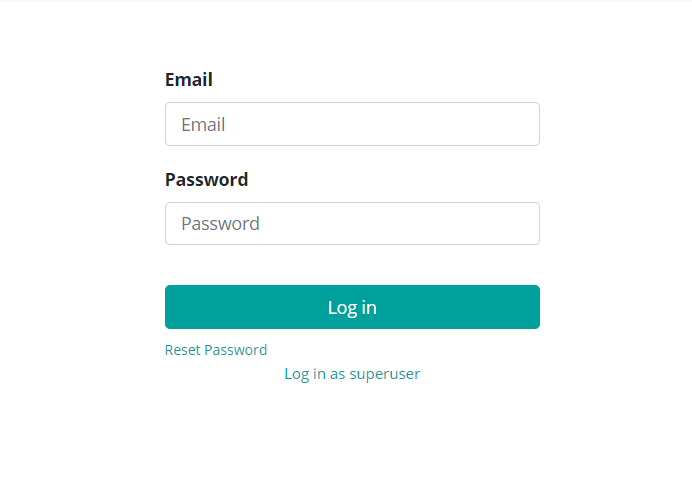 Email
Email
Password
Password
Log in
Reset Password
Log in as superuser